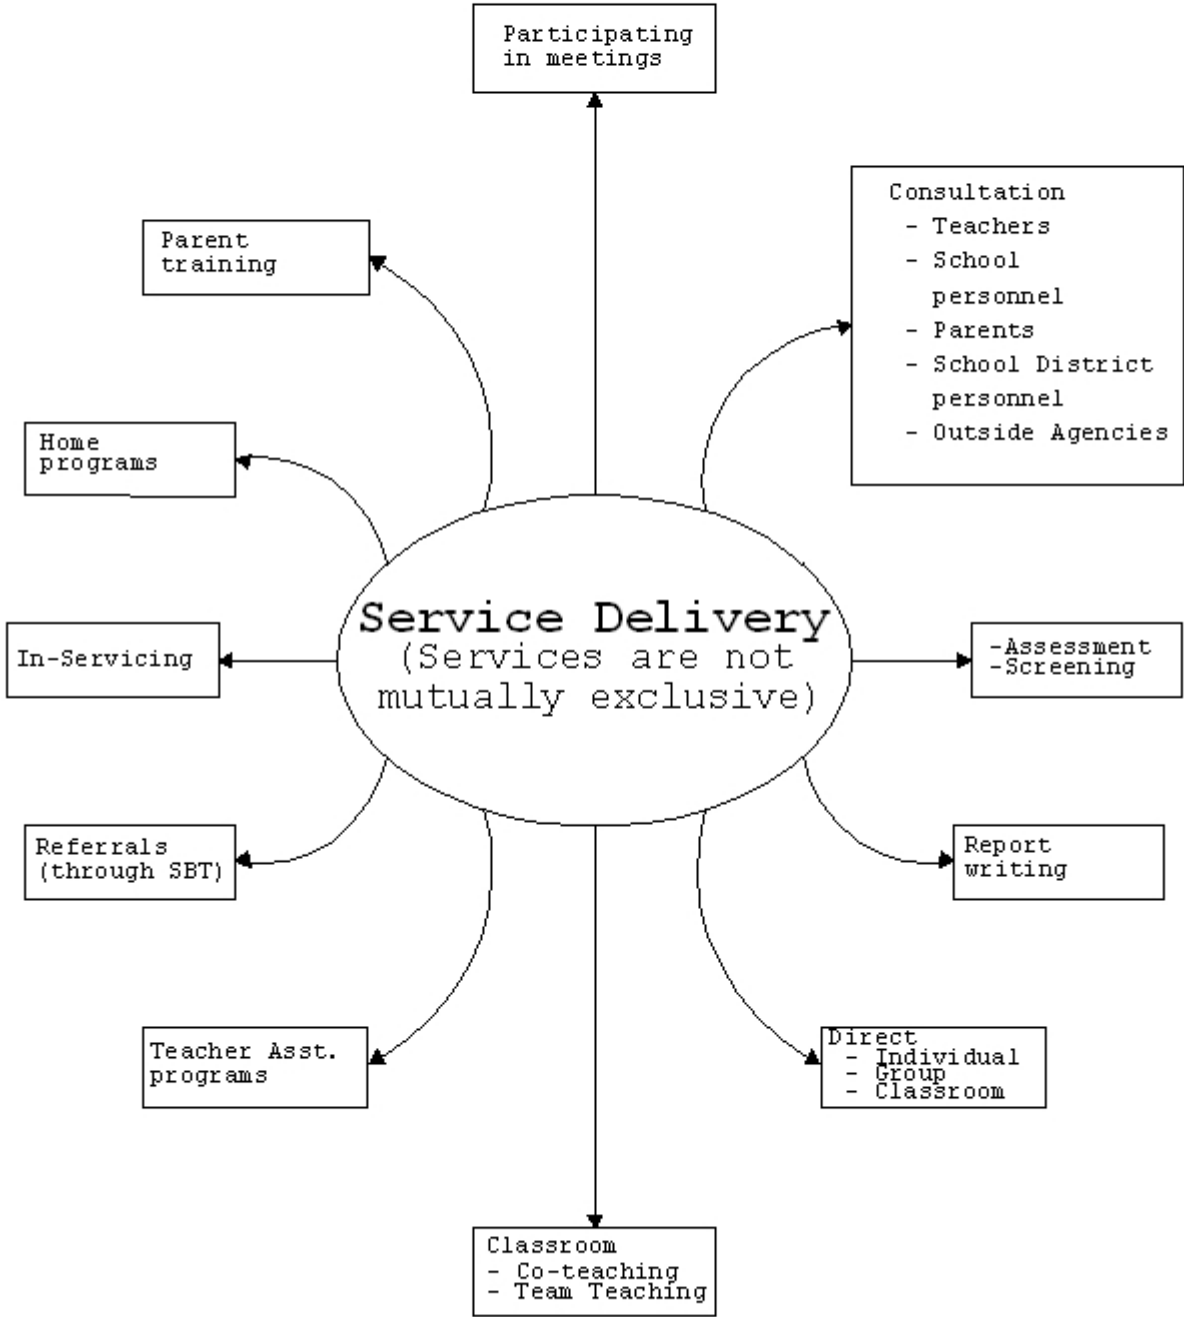 Participating
in meetings
Consultation
- Teachers
- School
personnel
- Parents
- School District
personnel
- Outside Agencies
Parent
training
Home
programs
Service Delivery
(Services are not
mutually exclusive)
In-Servicing
-Assessment
-Screening
Referrals
(through SBT)
Report
writing
Teacher Asst.
programs
Direct
- Individual
- Group
- Classroom
Classroom
- Co-teaching
- Team Teaching